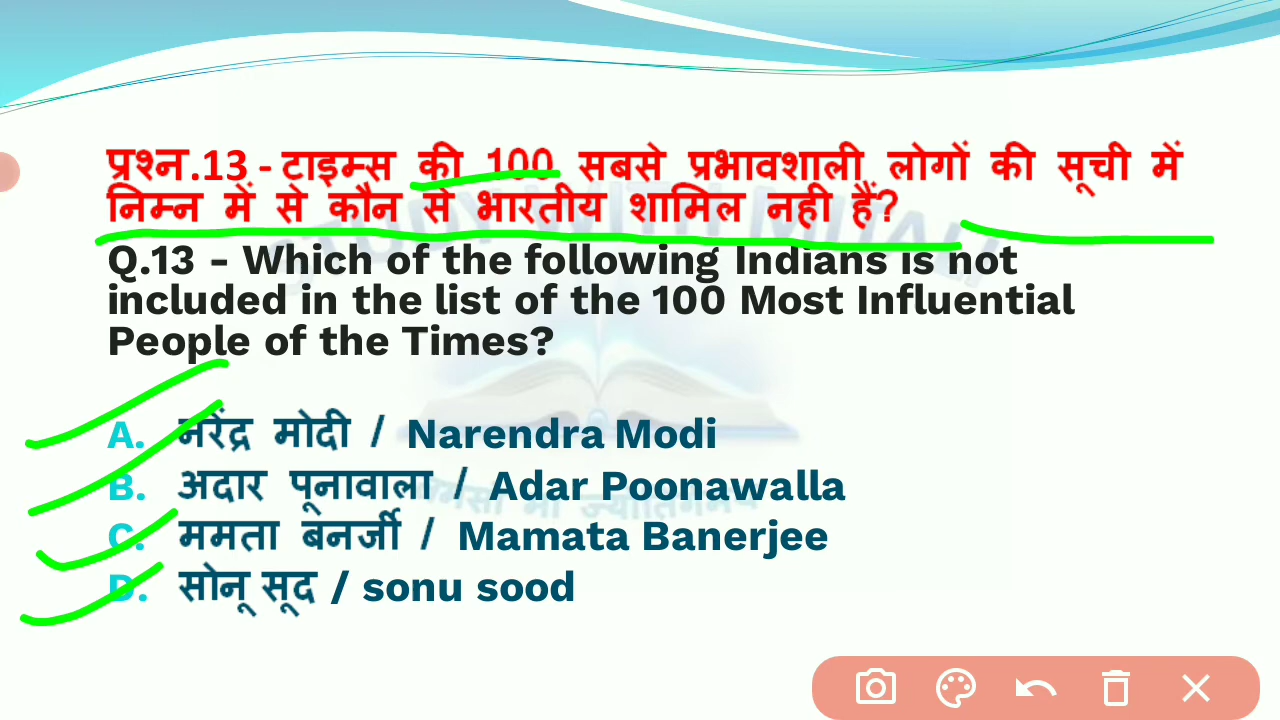 प्रश्न.13 - टाइम्स की 100 सबसे प्रभावशाली लोगों की सूची में
निम्न में से कौन से भारतीय शामिल नही हैं?
Q.13 - Which of the following Indians is not
included in the list of the 100 Most Influential
People of the Times?
A. नरेंद्र मोदी / Narendra Modi
B. अदार पूनावाला / Adar Poonawalla
C. ममता बनर्जी / Mamata Banerjee
D. सोनू सूद / sonu sood